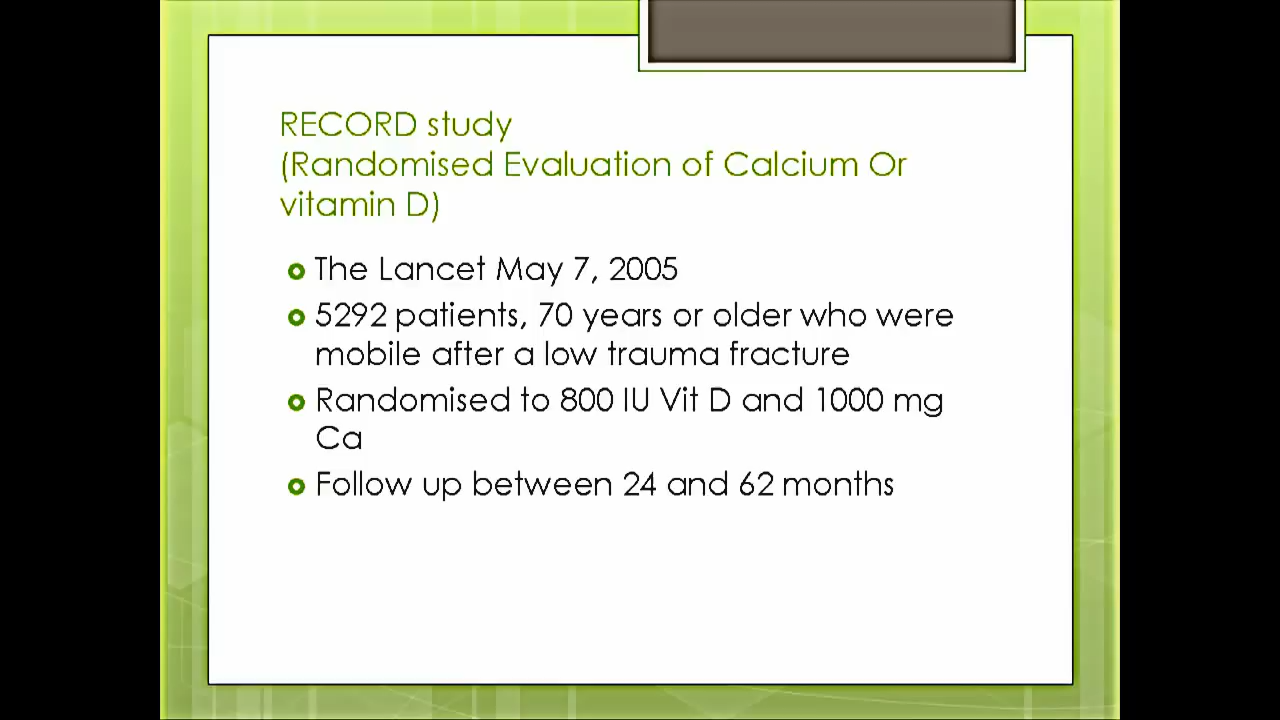 RECORD study
(Randomised Evaluation of Calcium Or
vitamin D)
The Lancet May 7, 2005
5292 patients, 70 years or older who were
mobile after a low trauma fracture
Randomised to 800 IU Vit D and 1000 mg
Ca
Follow up between 24 and 62 months